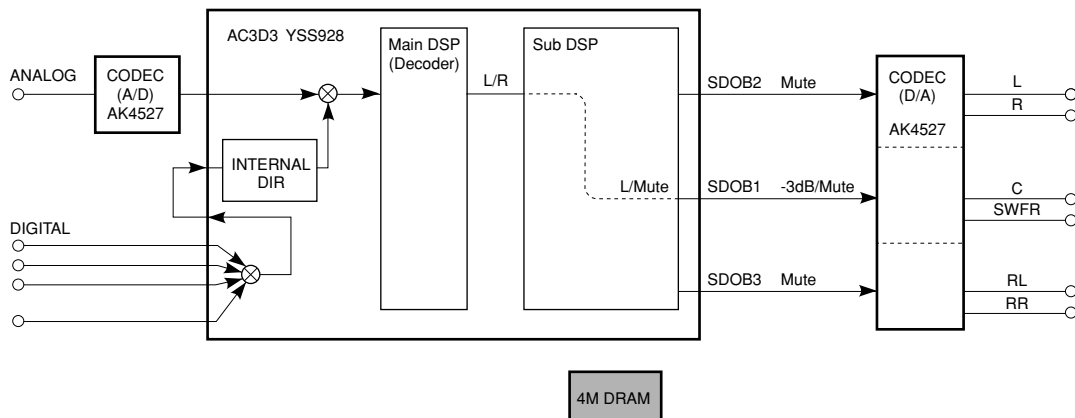 AC3D3 YSS928
Main DSP
(Decoder)
Sub DSP
ANALOG
CODEC
(A/D)
AK4527
L/R
SDOB2 Mute
CODEC
(D/A)
AK4527
L
R
INTERNAL
DIR
L/Mute
SDOB1 -3dB/Mute
C
SWFR
DIGITAL
SDOB3 Mute
RL
RR
4M DRAM